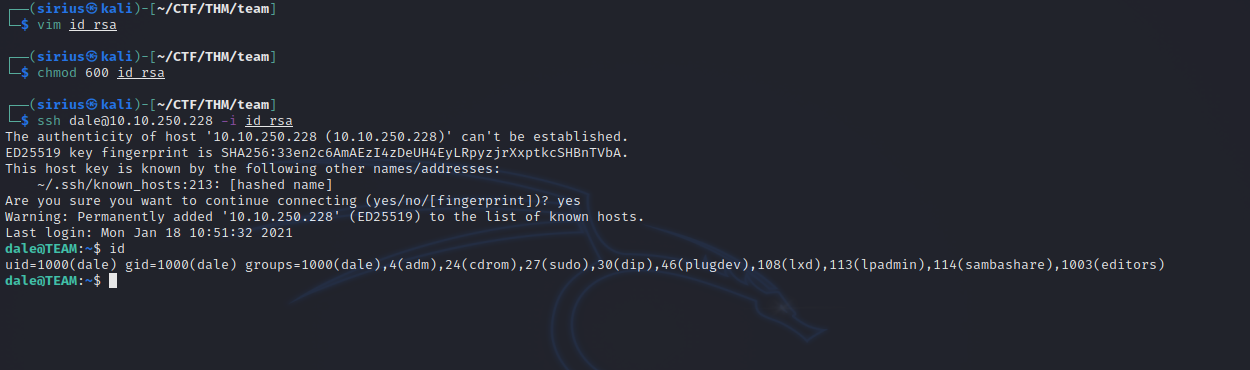 ┌──(sirius㉿kali)-[~/CTF/THM/team]
└─$ vim id_rsa
┌──(sirius㉿kali)-[~/CTF/THM/team]
└─$ chmod 600 id_rsa
┌──(sirius㉿kali)-[~/CTF/THM/team]
└─$ ssh dale@10.10.250.228 -i id_rsa
The authenticity of host '10.10.250.228 (10.10.250.228)' can't be established.
ED25519 key fingerprint is SHA256:33en2c6AmAEzI4zDeUH4EyLRpyzjrXxptkcSHBnTVbA.
This host key is known by the following other names/addresses:
    ~/.ssh/known_hosts:213: [hashed name]
Are you sure you want to continue connecting (yes/no/[fingerprint])? yes
Warning: Permanently added '10.10.250.228' (ED25519) to the list of known hosts.
Last login: Mon Jan 18 10:51:32 2021
dale@TEAM:~$ id
uid=1000(dale) gid=1000(dale) groups=1000(dale),4(adm),24(cdrom),27(sudo),30(dip),46(plugdev),108(lxd),113(lpadmin),114(sambashare),1003(editors)
dale@TEAM:~$